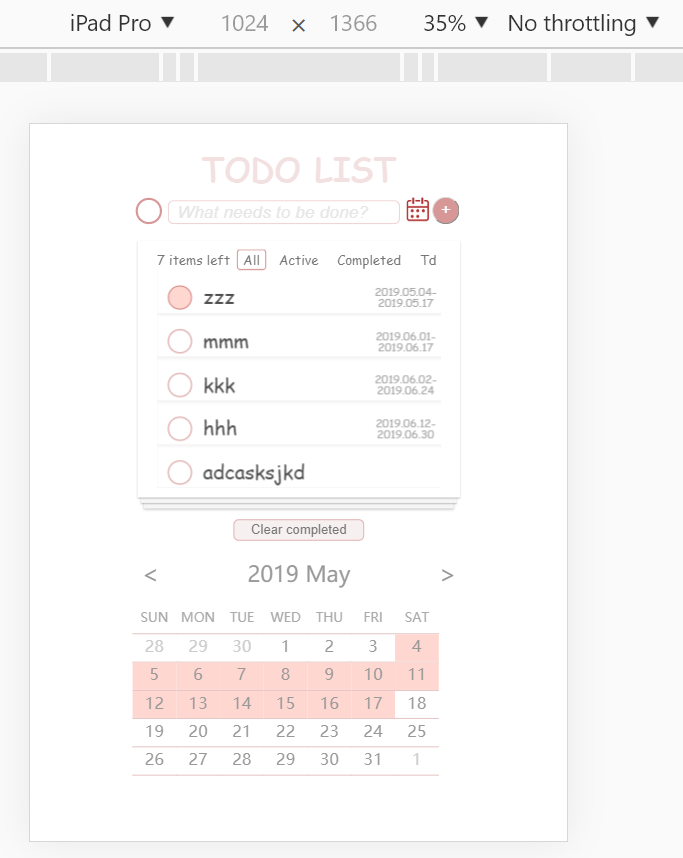 iPad Pro ▼ 1024 × 1366 35% ▼ No throttling ▼
TODO LIST
What needs to be done? +
7 items left All Active Completed Td
zzz 2019.05.04-
2019.05.17
mmm 2019.06.01-
2019.06.17
kkk 2019.06.02-
2019.06.24
hhh 2019.06.12-
2019.06.30
adcasksjkd
Clear completed
< 2019 May >
SUN MON TUE WED THU FRI SAT
28 29 30 1 2 3 4
5 6 7 8 9 10 11
12 13 14 15 16 17 18
19 20 21 22 23 24 25
26 27 28 29 30 31 1